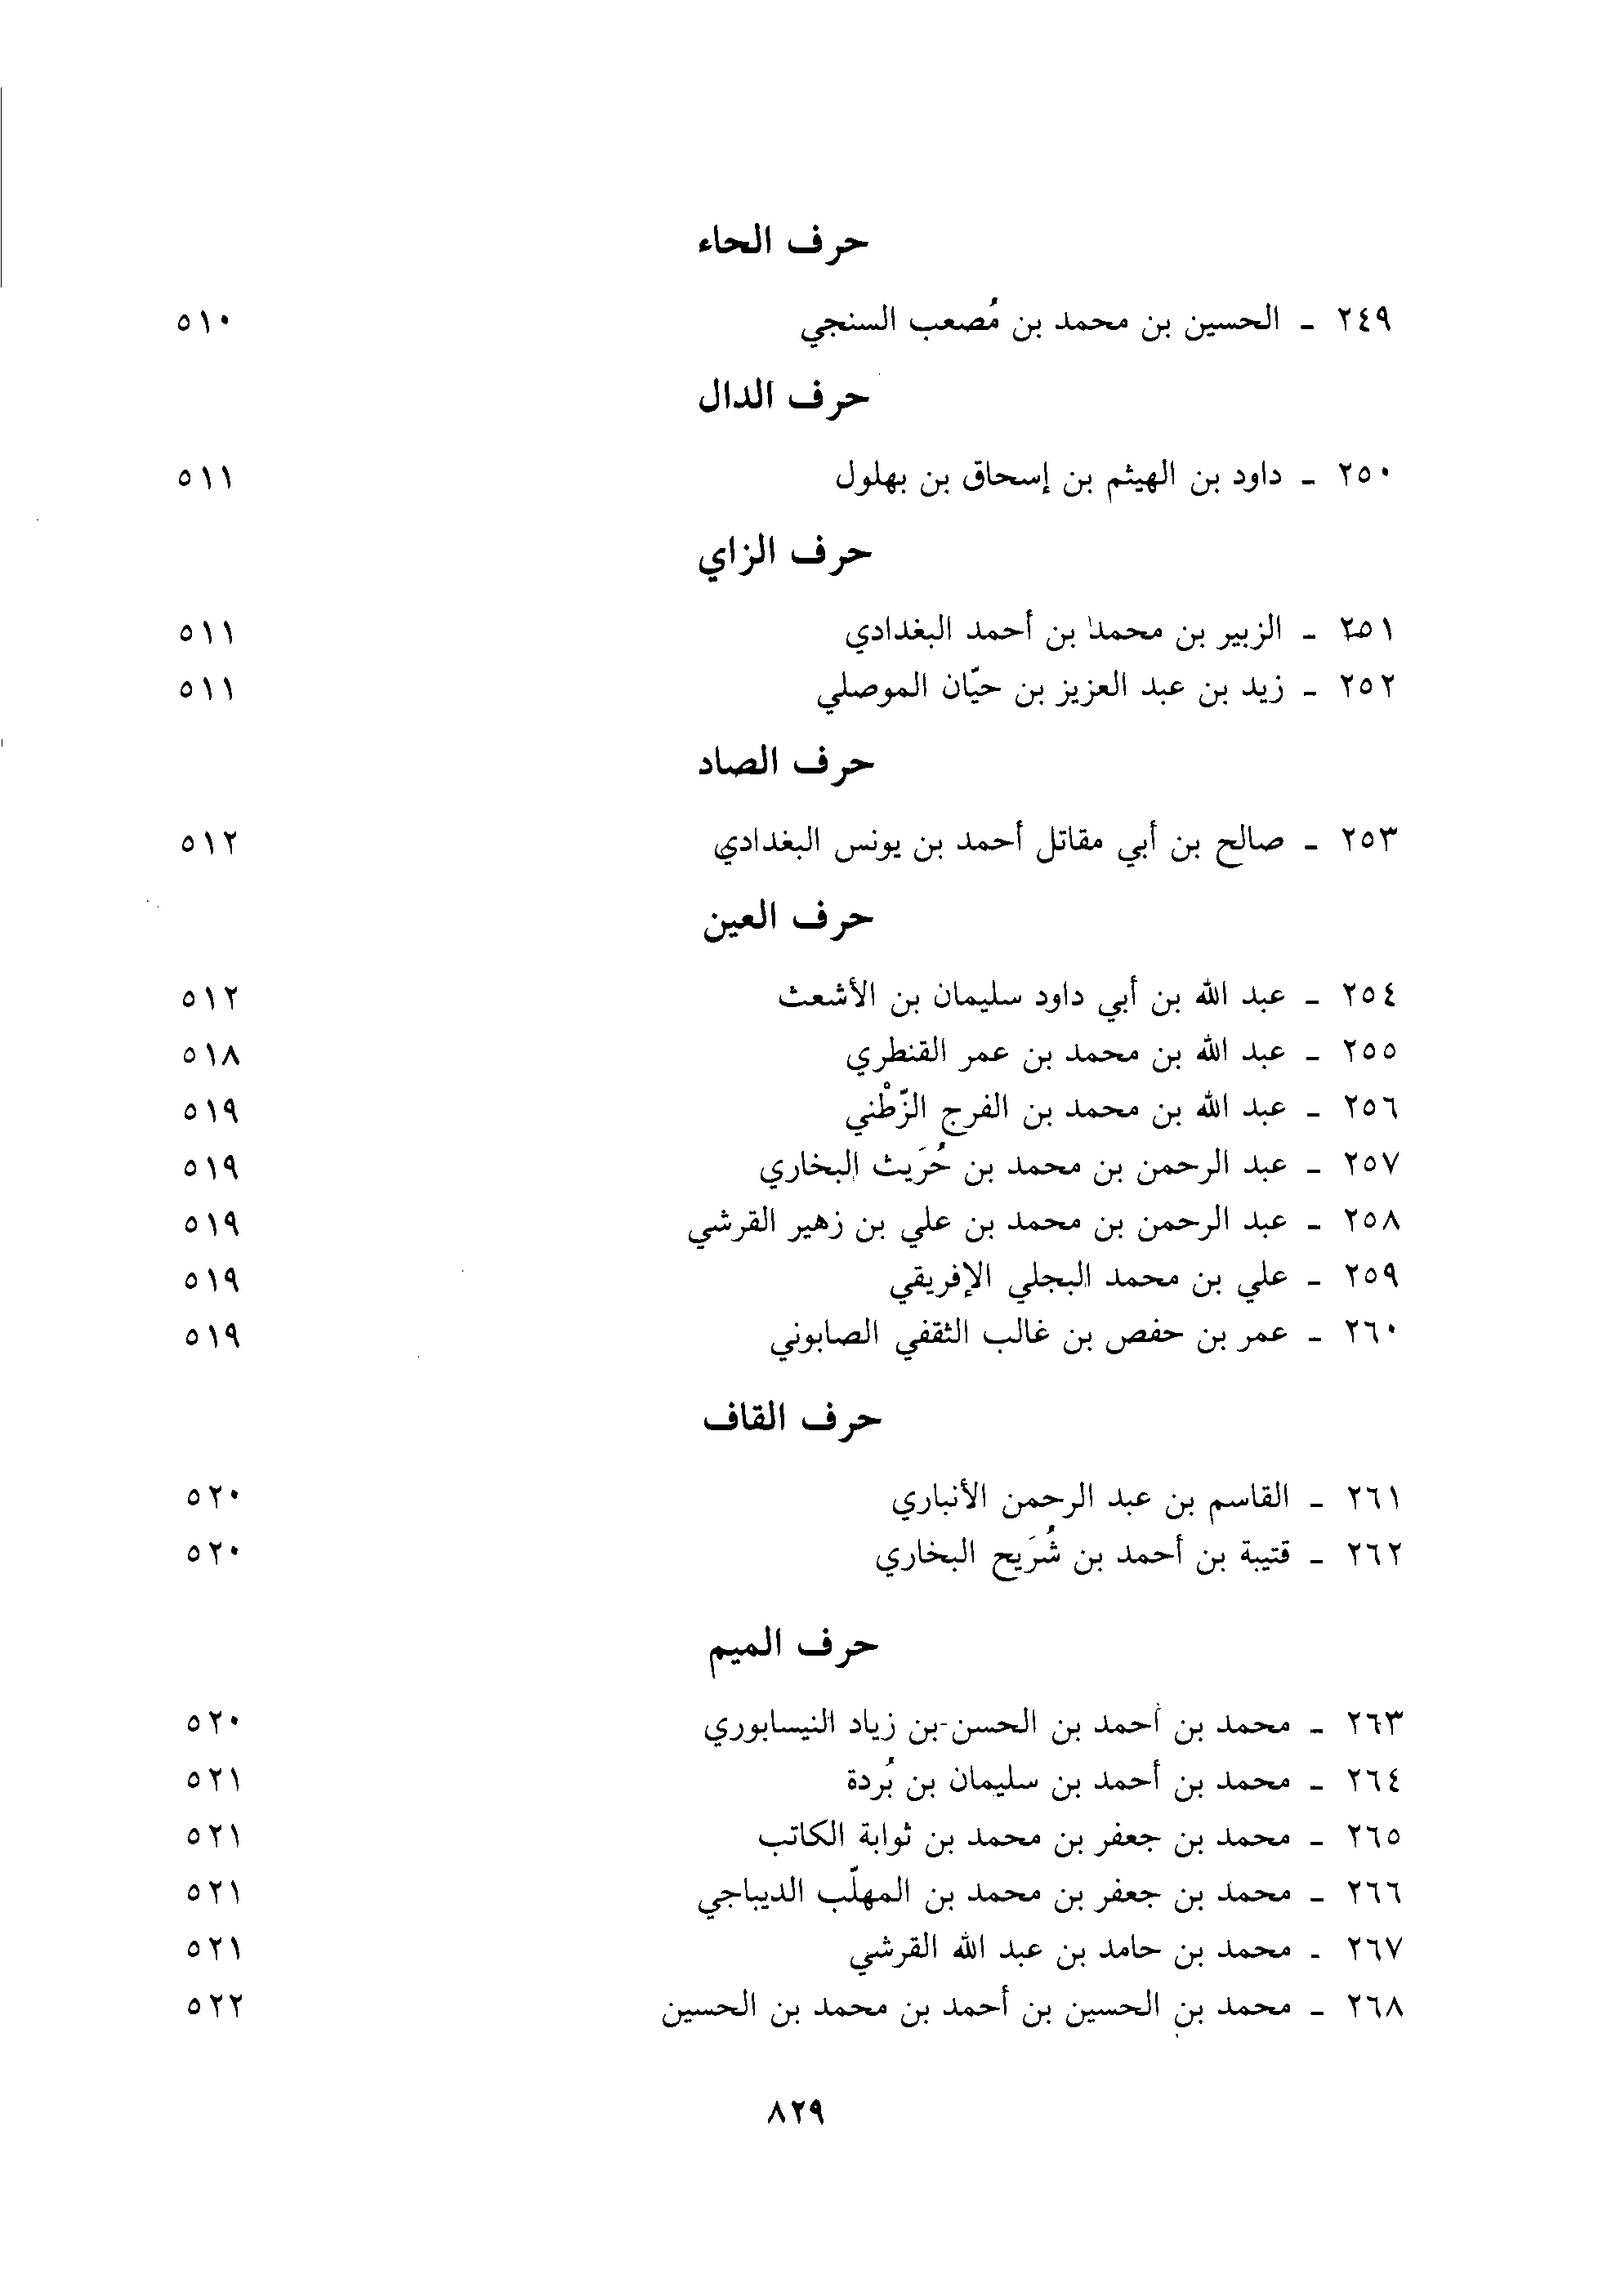 حرف الحاء
٢٤٩ ـ الحسين بن محمد بن مُصعب السنجي ٥١٠
حرف الدال
٢٥٠ ـ داود بن الهيثم بن إسحاق بن بهلول ٥١١
حرف الزاي
٢٥١ ـ الزبير بن محمد بن أحمد البغدادي ٥١١
٢٥٢ ـ زيد بن عبد العزيز بن حيّان الموصلي ٥١١
حرف الصاد
٢٥٣ ـ صالح بن أبي مقاتل أحمد بن يونس البغدادي ٥١٢
حرف العين
٢٥٤ ـ عبد الله بن أبي داود سليمان بن الأشعث ٥١٢
٢٥٥ ـ عبد الله بن محمد بن عمر القنطري ٥١٨
٢٥٦ ـ عبد الله بن محمد بن الفرج الزّطْني ٥١٩
٢٥٧ ـ عبد الرحمن بن محمد بن حُرَيث البخاري ٥١٩
٢٥٨ ـ عبد الرحمن بن محمد بن علي بن زهير القرشي ٥١٩
٢٥٩ ـ علي بن محمد البجلي الإفريقي ٥١٩
٢٦٠ ـ عمر بن حفص بن غالب الثقفي الصابوني ٥١٩
حرف القاف
٢٦١ ـ القاسم بن عبد الرحمن الأنباري ٥٢٠
٢٦٢ ـ قتيبة بن أحمد بن شُرَيح البخاري ٥٢٠
حرف الميم
٢٦٣ ـ محمد بن أحمد بن الحسن بن زياد النيسابوري ٥٢٠
٢٦٤ ـ محمد بن أحمد بن سليمان بن بُردة ٥٢١
٢٦٥ ـ محمد بن جعفر بن محمد بن ثوابة الكاتب ٥٢١
٢٦٦ ـ محمد بن جعفر بن محمد بن المهلّب الديباجي ٥٢١
٢٦٧ ـ محمد بن حامد بن عبد الله القرشي ٥٢١
٢٦٨ ـ محمد بن الحسين بن أحمد بن محمد بن الحسين ٥٢٢
٨٢٩